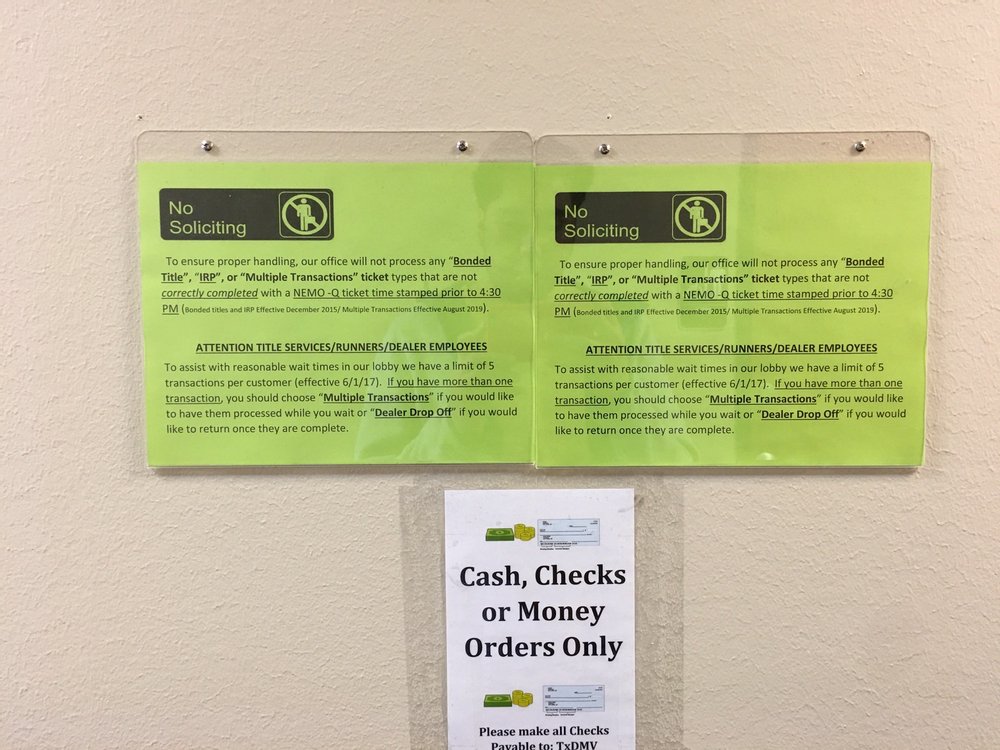 No
Soliciting
To ensure proper handling, our office will not process any “Bonded
Title”, “IRP”, or “Multiple Transactions” ticket types that are not
correctly completed with a NEMO -Q ticket time stamped prior to 4:30
PM (Bonded titles and IRP Effective December 2015/ Multiple Transactions Effective August 2019).
ATTENTION TITLE SERVICES/RUNNERS/DEALER EMPLOYEES
To assist with reasonable wait times in our lobby we have a limit of 5
transactions per customer (effective 6/1/17). If you have more than one
transaction, you should choose “Multiple Transactions” if you would like
to have them processed while you wait or “Dealer Drop Off” if you would
like to return once they are complete.
No
Soliciting
To ensure proper handling, our office will not process any “Bonded
Title”, “IRP”, or “Multiple Transactions” ticket types that are not
correctly completed with a NEMO -Q ticket time stamped prior to 4:30
PM (Bonded titles and IRP Effective December 2015/ Multiple Transactions Effective August 2019).
ATTENTION TITLE SERVICES/RUNNERS/DEALER EMPLOYEES
To assist with reasonable wait times in our lobby we have a limit of 5
transactions per customer (effective 6/1/17). If you have more than one
transaction, you should choose “Multiple Transactions” if you would like
to have them processed while you wait or “Dealer Drop Off” if you would
like to return once they are complete.
Cash, Checks
or Money
Orders Only
Please make all Checks
Payable to: TxDMV